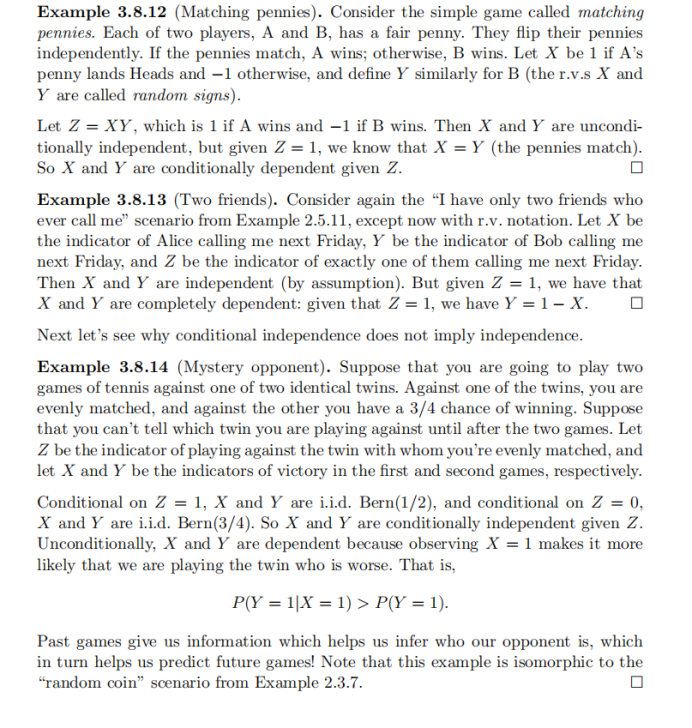 Example 3.8.12 (Matching pennies). Consider the simple game called matching
pennies. Each of two players, A and B, has a fair penny. They flip their pennies
independently. If the pennies match, A wins; otherwise, B wins. Let X be 1 if A's
penny lands Heads and −1 otherwise, and define Y similarly for B (the r.v.s X and
Y are called random signs).
Let Z = XY, which is 1 if A wins and −1 if B wins. Then X and Y are uncondi-
tionally independent, but given Z = 1, we know that X = Y (the pennies match).
So X and Y are conditionally dependent given Z. □
Example 3.8.13 (Two friends). Consider again the “I have only two friends who
ever call me” scenario from Example 2.5.11, except now with r.v. notation. Let X be
the indicator of Alice calling me next Friday, Y be the indicator of Bob calling me
next Friday, and Z be the indicator of exactly one of them calling me next Friday.
Then X and Y are independent (by assumption). But given Z = 1, we have that
X and Y are completely dependent: given that Z = 1, we have Y = 1 − X. □
Next let's see why conditional independence does not imply independence.
Example 3.8.14 (Mystery opponent). Suppose that you are going to play two
games of tennis against one of two identical twins. Against one of the twins, you are
evenly matched, and against the other you have a 3/4 chance of winning. Suppose
that you can't tell which twin you are playing against until after the two games. Let
Z be the indicator of playing against the twin with whom you're evenly matched, and
let X and Y be the indicators of victory in the first and second games, respectively.
Conditional on Z = 1, X and Y are i.i.d. Bern(1/2), and conditional on Z = 0,
X and Y are i.i.d. Bern(3/4). So X and Y are conditionally independent given Z.
Unconditionally, X and Y are dependent because observing X = 1 makes it more
likely that we are playing the twin who is worse. That is,
P(Y = 1|X = 1) > P(Y = 1).
Past games give us information which helps us infer who our opponent is, which
in turn helps us predict future games! Note that this example is isomorphic to the
“random coin” scenario from Example 2.3.7. □